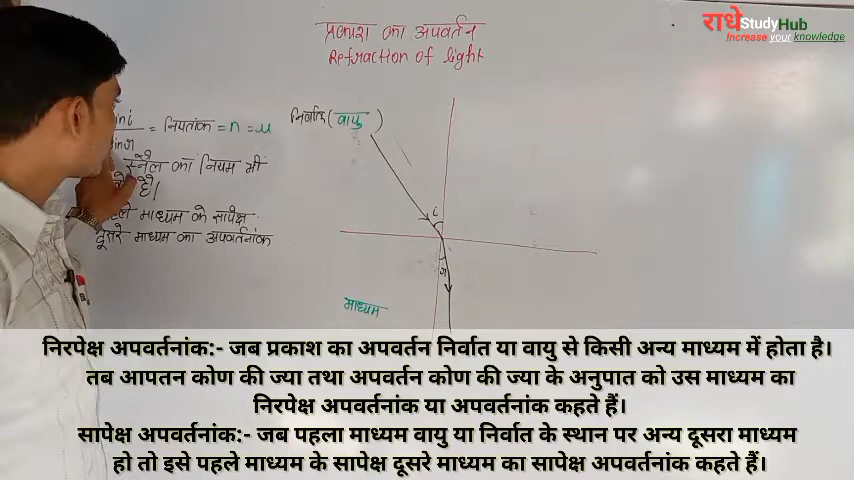 राधे StudyHub
Increase your knowledge
प्रकाश का अपवर्तन
Refraction of light
निर्वात (वायु)
= नियतांक = n = μ
स्नैल का नियम भी
है।
माध्यम के सापेक्ष
दूसरे माध्यम का अपवर्तनांक
i
r
माध्यम
निरपेक्ष अपवर्तनांक:- जब प्रकाश का अपवर्तन निर्वात या वायु से किसी अन्य माध्यम में होता है।
तब आपतन कोण की ज्या तथा अपवर्तन कोण की ज्या के अनुपात को उस माध्यम का
निरपेक्ष अपवर्तनांक या अपवर्तनांक कहते हैं।
सापेक्ष अपवर्तनांक:- जब पहला माध्यम वायु या निर्वात के स्थान पर अन्य दूसरा माध्यम
हो तो इसे पहले माध्यम के सापेक्ष दूसरे माध्यम का सापेक्ष अपवर्तनांक कहते हैं।